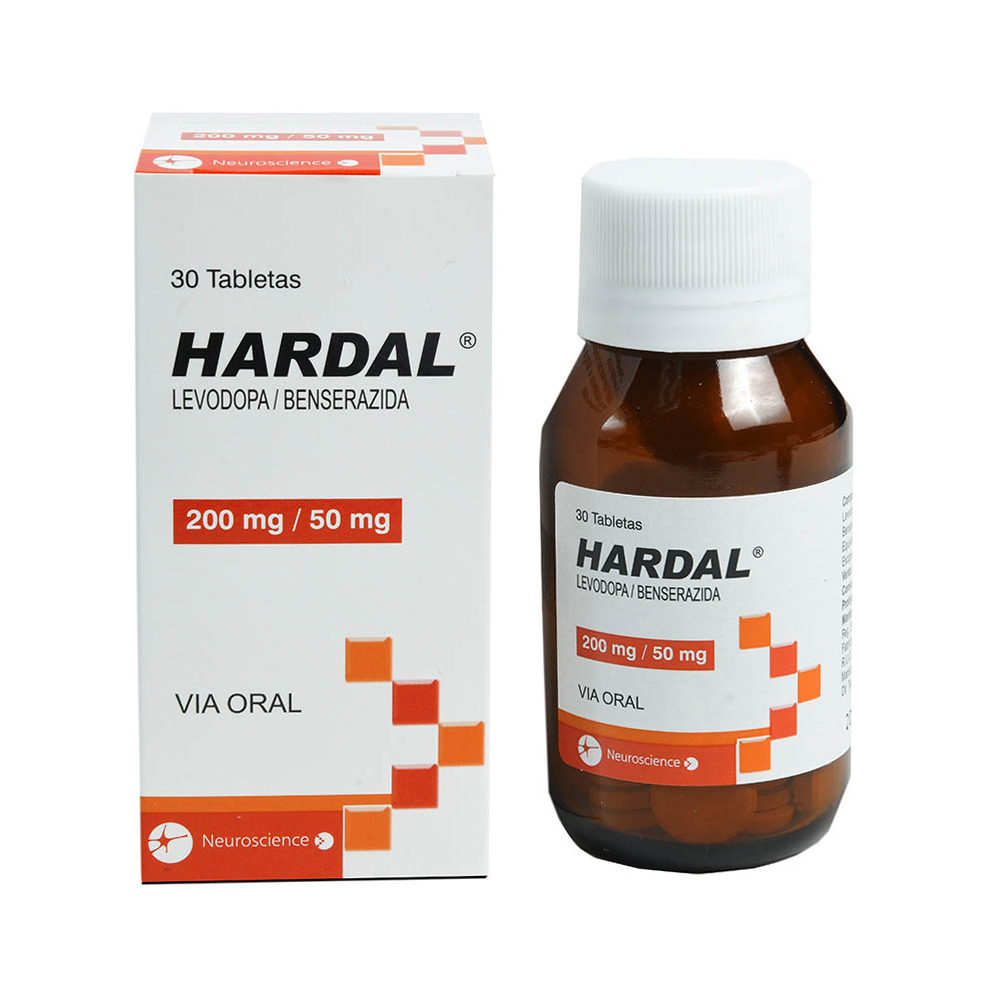 200 mg / 50 mg
Neuroscience
30 Tabletas
HARDAL®
LEVODOPA / BENSERAZIDA
200 mg / 50 mg
VIA ORAL
Neuroscience
30 Tabletas
HARDAL®
LEVODOPA / BENSERAZIDA
200 mg / 50 mg
VIA ORAL
Neuroscience